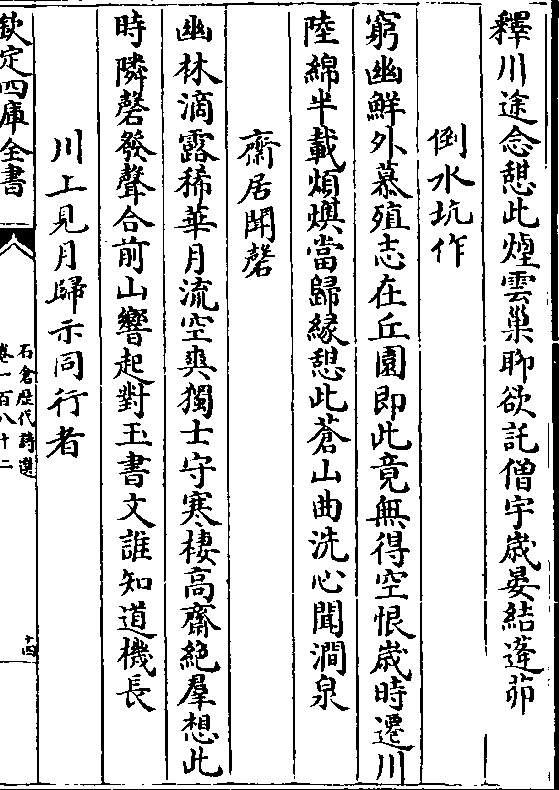 釋川途念憇此煙雲巢聊欲託僧宇歲晏結蓬茆
倒水坑作
窮幽鮮外慕殖志在丘園即此竟無得空恨歲時遷川
陸綿半載煩燠當歸緣憩此蒼山曲洗心聞澗泉
齋居聞磬
幽林滴露稀華月流空爽獨士守寒棲高齋絶羣想此
時隣磬發聲合前山響起對玉書文誰知道機長
川上見月歸示同行者
欽定四庫全書
石倉歷代詩選
卷一百八十二
十四